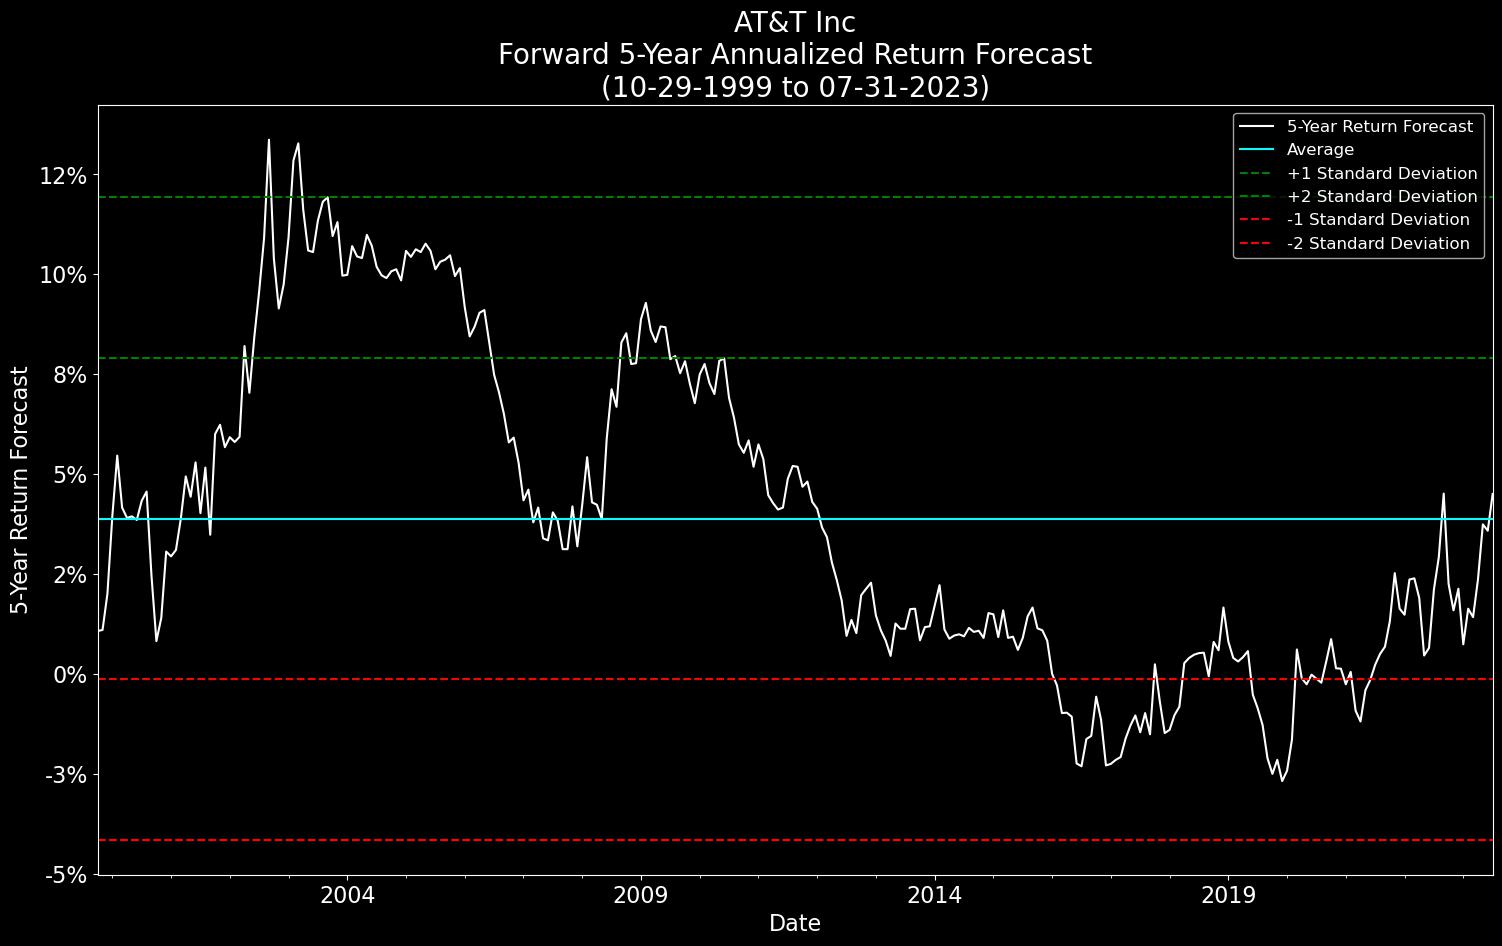 AT&T Inc
Forward 5-Year Annualized Return Forecast
(10-29-1999 to 07-31-2023)
5-Year Return Forecast
Average
+1 Standard Deviation
+2 Standard Deviation
-1 Standard Deviation
-2 Standard Deviation
12%
10%
8%
5%
2%
0%
-3%
-5%
5-Year Return Forecast
2004
2009
2014
2019
Date